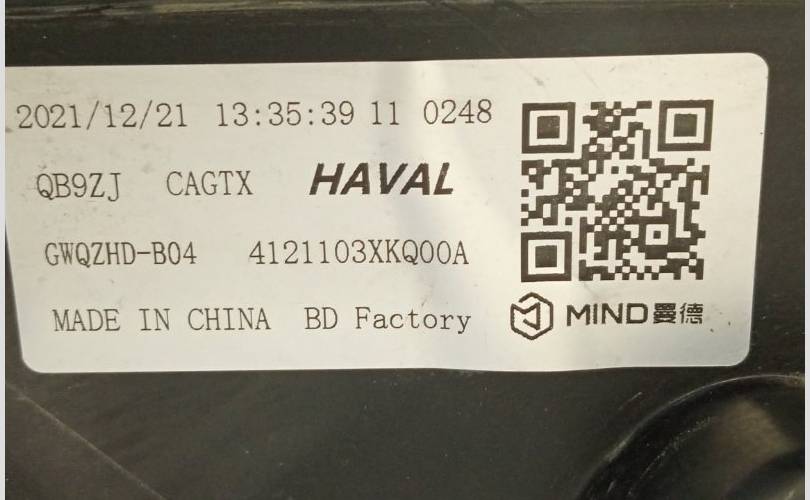 2021/12/21 13:35:39 11 0248
QB9ZJ CAGTX HAVAL
GWQZHD-B04 4121103XKQ00A
MADE IN CHINA BD Factory
MIND曼德